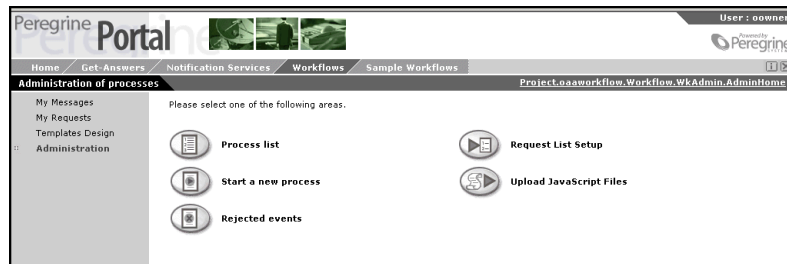 User : oowner
Peregrine Portal
Powered by
Peregrine
Home / Get-Answers / Notification Services / Workflows / Sample Workflows
Administration of processes
Project.oaaworkflow.Workflow.WkAdmin.AdminHome
My Messages
My Requests
Templates Design
Administration
Please select one of the following areas.
Process list
Request List Setup
Start a new process
Upload JavaScript Files
Rejected events